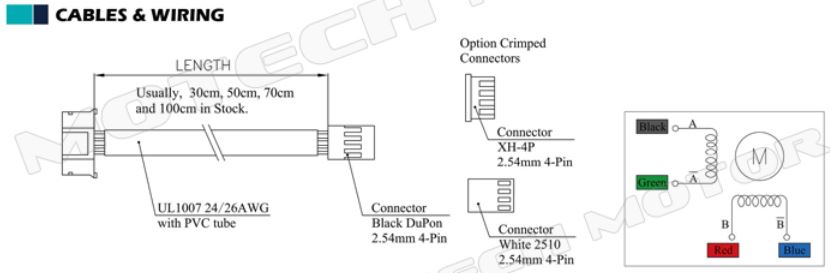 CABLES & WIRING
LENGTH
Usually, 30cm, 50cm, 70cm
and 100cm in Stock.
UL1007 24/26AWG
with PVC tube
Connector
Black DuPon
2.54mm 4-Pin
Option Crimped
Connectors
Connector
XH-4P
2.54mm 4-Pin
Connector
White 2510
2.54mm 4-Pin
Black
A
M
Green
A̅
B
B̅
Red
Blue
MOTECH MOTOR
MOTECH MOTOR